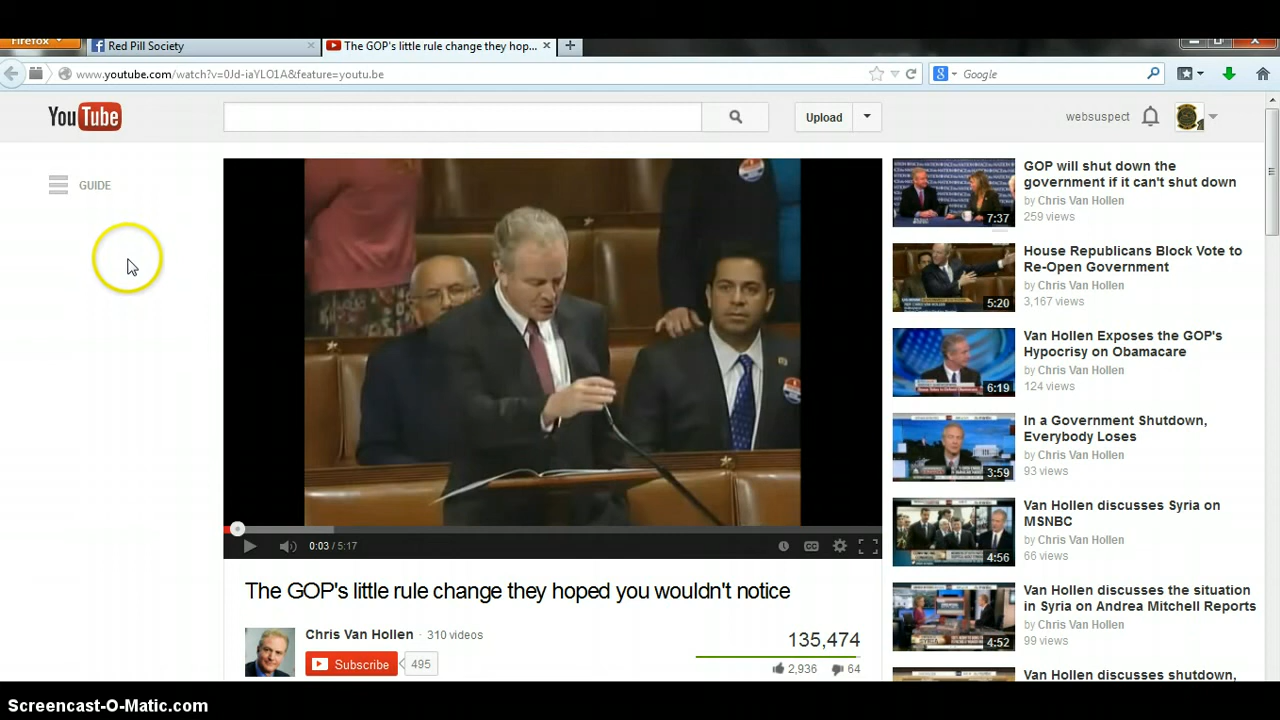 Firefox
Red Pill Society
The GOP's little rule change they hop...
www.youtube.com/watch?v=0Jd-iaYLO1A&feature=youtu.be
Google
YouTube
Upload
websuspect
GUIDE
7:37
GOP will shut down the
government if it can't shut down
by Chris Van Hollen
259 views
5:20
House Republicans Block Vote to
Re-Open Government
by Chris Van Hollen
3,167 views
6:19
Van Hollen Exposes the GOP's
Hypocrisy on Obamacare
by Chris Van Hollen
124 views
3:59
In a Government Shutdown,
Everybody Loses
by Chris Van Hollen
93 views
4:56
Van Hollen discusses Syria on
MSNBC
by Chris Van Hollen
66 views
4:52
Van Hollen discusses the situation
in Syria on Andrea Mitchell Reports
by Chris Van Hollen
99 views
Van Hollen discusses shutdown,
0:03 / 5:17
CC
The GOP's little rule change they hoped you wouldn't notice
Chris Van Hollen · 310 videos
Subscribe 495
135,474
2,936 64
Screencast-O-Matic.com